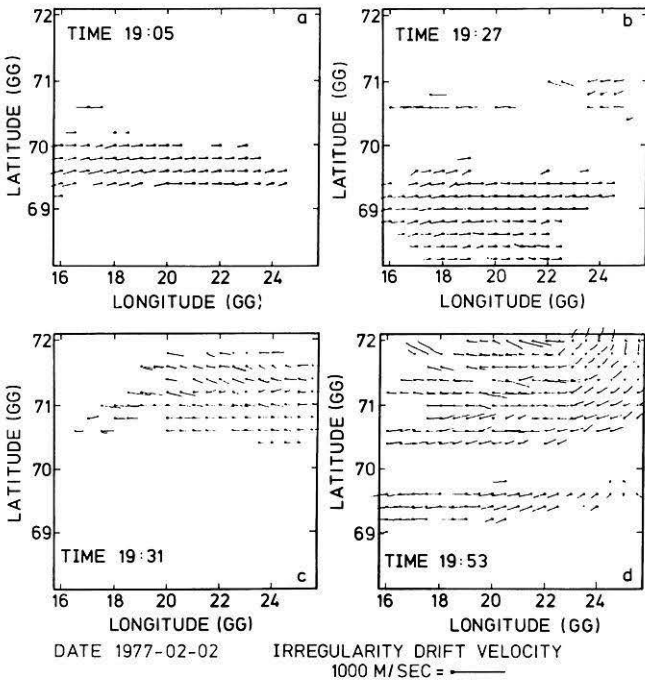 a
TIME 19:05
LATITUDE (GG)
72
71
70
69
16 18 20 22 24
LONGITUDE (GG)
b
TIME 19:27
LATITUDE (GG)
72
71
70
69
16 18 20 22 24
LONGITUDE (GG)
c
TIME 19:31
LATITUDE (GG)
72
71
70
69
16 18 20 22 24
LONGITUDE (GG)
d
TIME 19:53
LATITUDE (GG)
72
71
70
69
16 18 20 22 24
LONGITUDE (GG)
DATE 1977-02-02 IRREGULARITY DRIFT VELOCITY
1000 M/SEC =